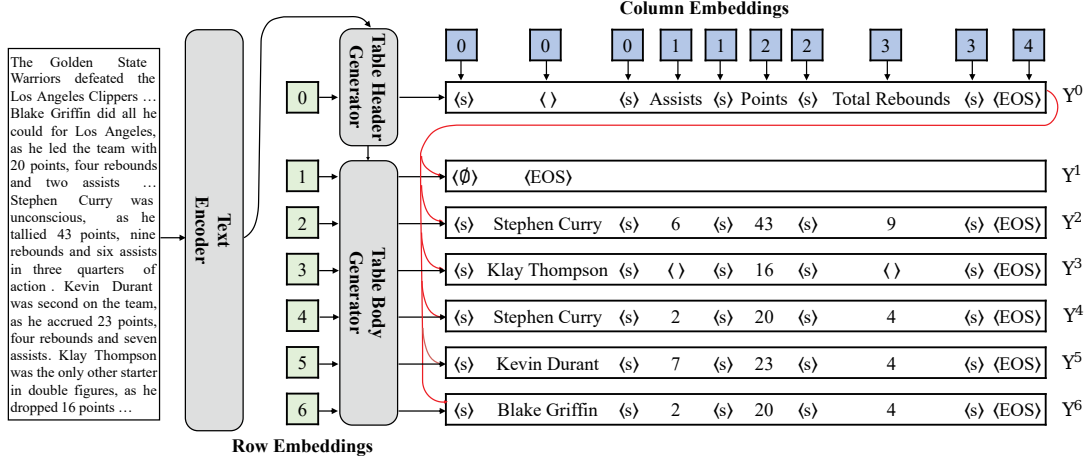 Column Embeddings
0 0 0 1 1 2 2 3 3 4
The Golden State
Warriors defeated the
Los Angeles Clippers ...
Blake Griffin did all he
could for Los Angeles,
as he led the team with
20 points, four rebounds
and two assists ...
Stephen Curry was
unconscious, as he
tallied 43 points, nine
rebounds and six assists
in three quarters of
action . Kevin Durant
was second on the team,
as he accrued 23 points,
four rebounds and seven
assists. Klay Thompson
was the only other starter
in double figures, as he
dropped 16 points ...
Text
Encoder
Table Header
Generator
Table Body
Generator
0 ⟨s⟩ ⟨ ⟩ ⟨s⟩ Assists ⟨s⟩ Points ⟨s⟩ Total Rebounds ⟨s⟩ ⟨EOS⟩ Y⁰
1 ⟨∅⟩ ⟨EOS⟩ Y¹
2 ⟨s⟩ Stephen Curry ⟨s⟩ 6 ⟨s⟩ 43 ⟨s⟩ 9 ⟨s⟩ ⟨EOS⟩ Y²
3 ⟨s⟩ Klay Thompson ⟨s⟩ ⟨ ⟩ ⟨s⟩ 16 ⟨s⟩ ⟨ ⟩ ⟨s⟩ ⟨EOS⟩ Y³
4 ⟨s⟩ Stephen Curry ⟨s⟩ 2 ⟨s⟩ 20 ⟨s⟩ 4 ⟨s⟩ ⟨EOS⟩ Y⁴
5 ⟨s⟩ Kevin Durant ⟨s⟩ 7 ⟨s⟩ 23 ⟨s⟩ 4 ⟨s⟩ ⟨EOS⟩ Y⁵
6 ⟨s⟩ Blake Griffin ⟨s⟩ 2 ⟨s⟩ 20 ⟨s⟩ 4 ⟨s⟩ ⟨EOS⟩ Y⁶
Row Embeddings